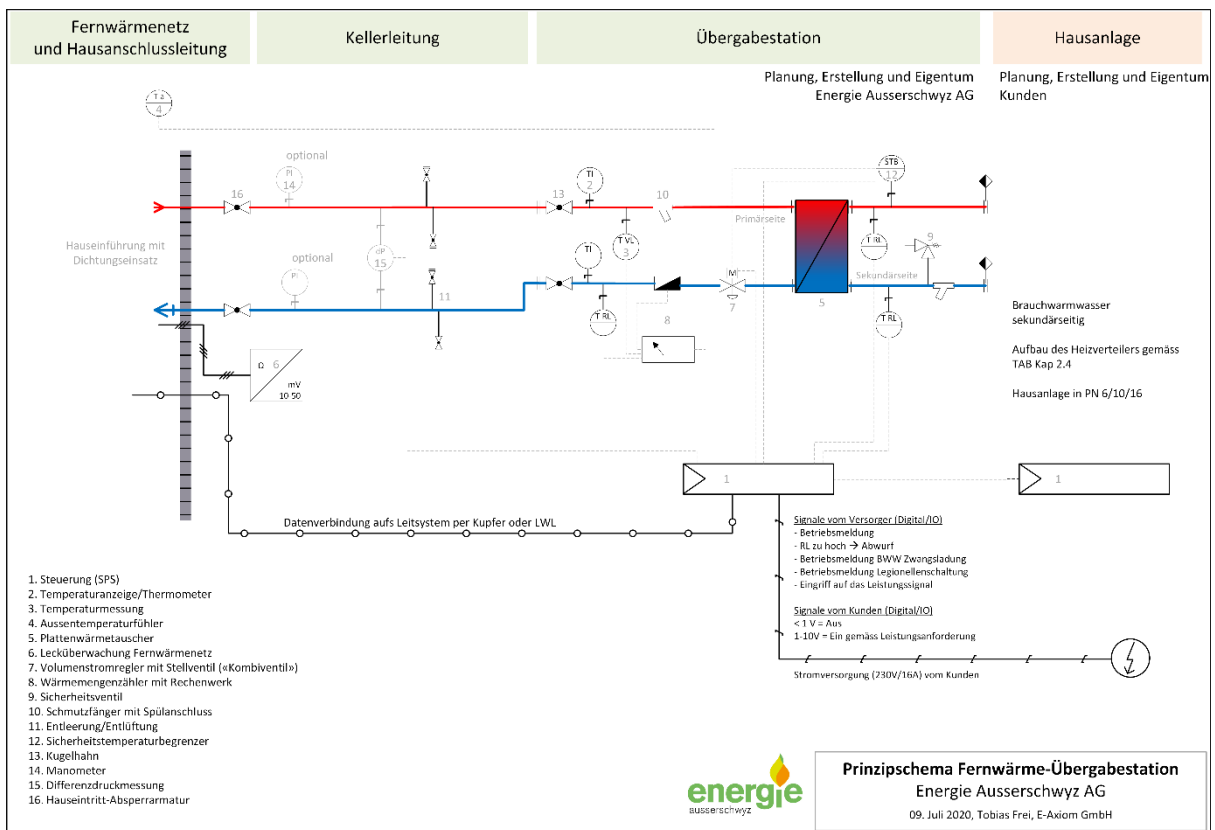 Fernwärmenetz
und Hausanschlussleitung
Kellerleitung
Übergabestation
Hausanlage
Planung, Erstellung und Eigentum
Energie Ausserschwyz AG
Planung, Erstellung und Eigentum
Kunden
T a
4
optional
PI
14
16
13
TI
2
10
STB
12
Primärseite
Hauseinführung mit
Dichtungseinsatz
optional
PI
dP
15
T VL
3
T RL
9
TI
M
Sekundärseite
11
T RL
8
7
5
T RL
Ω 6
mV
10-50
Brauchwarmwasser
sekundärseitig
Aufbau des Heizverteilers gemäss
TAB Kap 2.4
Hausanlage in PN 6/10/16
1
1
Datenverbindung aufs Leitsystem per Kupfer oder LWL
Signale vom Versorger (Digital/IO)
- Betriebsmeldung
- RL zu hoch → Abwurf
- Betriebsmeldung BWW Zwangsladung
- Betriebsmeldung Legionellenschaltung
- Eingriff auf das Leistungssignal
Signale vom Kunden (Digital/IO)
< 1 V = Aus
1-10V = Ein gemäss Leistungsanforderung
Stromversorgung (230V/16A) vom Kunden
1. Steuerung (SPS)
2. Temperaturanzeige/Thermometer
3. Temperaturmessung
4. Aussentemperaturfühler
5. Plattenwärmetauscher
6. Lecküberwachung Fernwärmenetz
7. Volumenstromregler mit Stellventil («Kombiventil»)
8. Wärmemengenzähler mit Rechenwerk
9. Sicherheitsventil
10. Schmutzfänger mit Spülanschluss
11. Entleerung/Entlüftung
12. Sicherheitstemperaturbegrenzer
13. Kugelhahn
14. Manometer
15. Differenzdruckmessung
16. Hauseintritt-Absperrarmatur
energie
ausserschwyz
Prinzipschema Fernwärme-Übergabestation
Energie Ausserschwyz AG
09. Juli 2020, Tobias Frei, E-Axiom GmbH